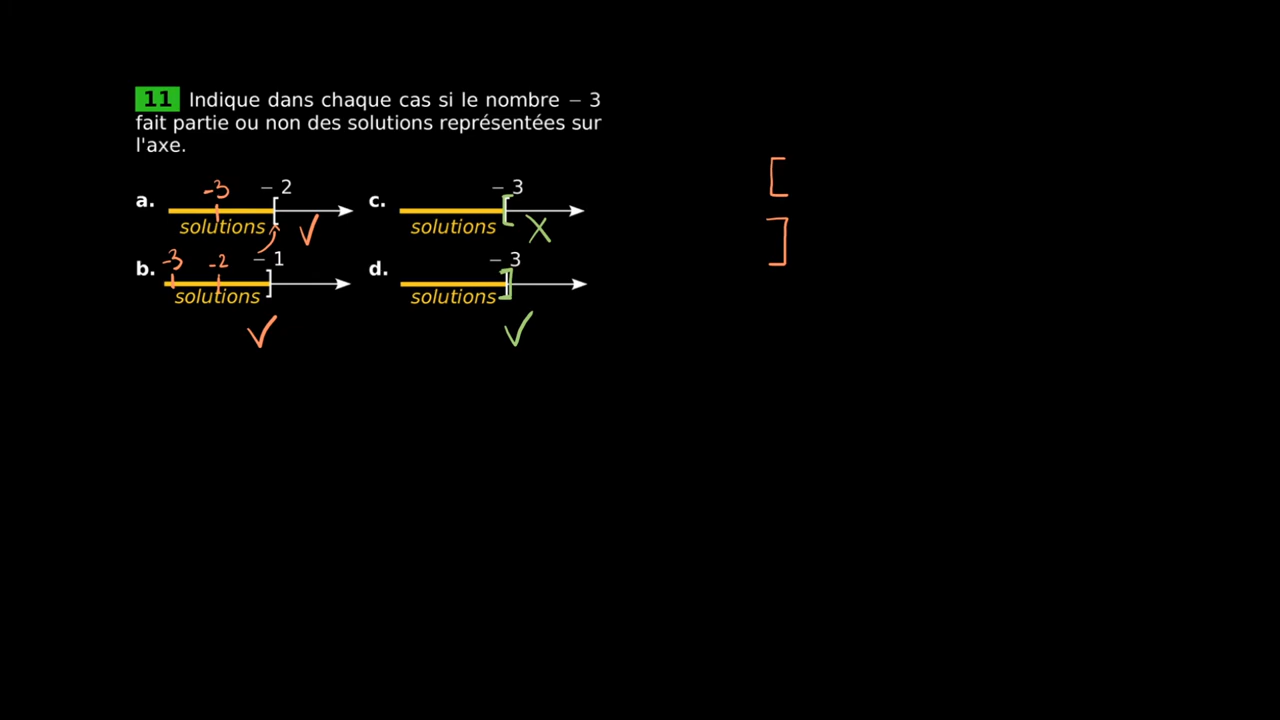 11 Indique dans chaque cas si le nombre − 3
fait partie ou non des solutions représentées sur
l'axe.
a. -3 − 2 [
solutions
c. − 3 [
solutions
b. -3 -2 − 1 ]
solutions
d. − 3 ]
solutions
[
]